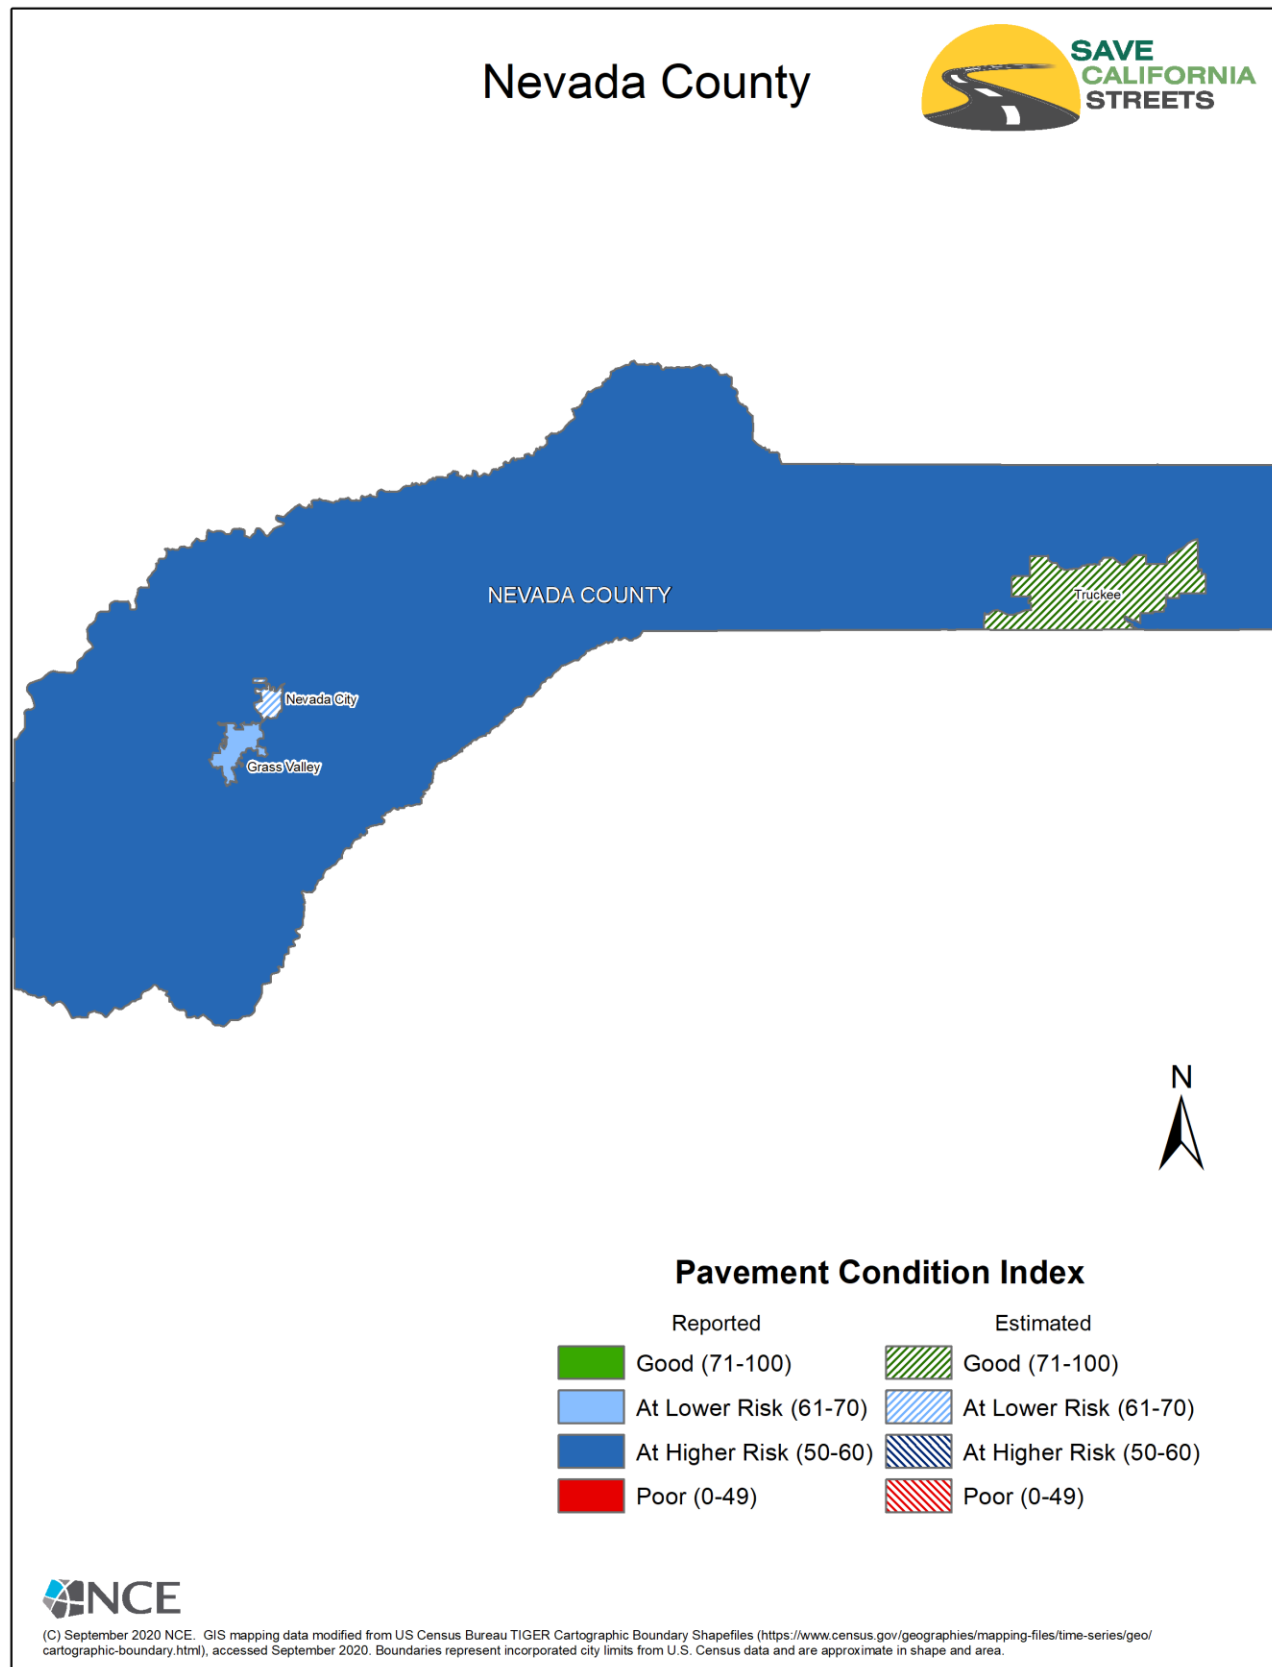 Nevada County
SAVE
CALIFORNIA
STREETS
NEVADA COUNTY
Truckee
Nevada City
Grass Valley
N
Pavement Condition Index
Reported
Estimated
Good (71-100)
Good (71-100)
At Lower Risk (61-70)
At Lower Risk (61-70)
At Higher Risk (50-60)
At Higher Risk (50-60)
Poor (0-49)
Poor (0-49)
NCE
(C) September 2020 NCE.  GIS mapping data modified from US Census Bureau TIGER Cartographic Boundary Shapefiles (https://www.census.gov/geographies/mapping-files/time-series/geo/
cartographic-boundary.html), accessed September 2020. Boundaries represent incorporated city limits from U.S. Census data and are approximate in shape and area.